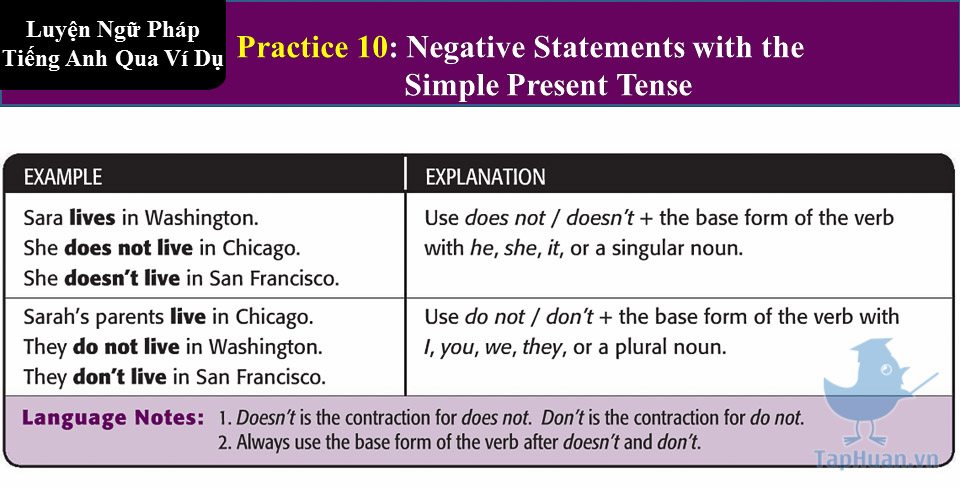 Luyện Ngữ Pháp
Tiếng Anh Qua Ví Dụ
Practice 10: Negative Statements with the
Simple Present Tense
EXAMPLE
EXPLANATION
Sara lives in Washington.
She does not live in Chicago.
She doesn't live in San Francisco.
Use does not / doesn't + the base form of the verb
with he, she, it, or a singular noun.
Sarah's parents live in Chicago.
They do not live in Washington.
They don't live in San Francisco.
Use do not / don't + the base form of the verb with
I, you, we, they, or a plural noun.
Language Notes: 1. Doesn't is the contraction for does not. Don't is the contraction for do not.
2. Always use the base form of the verb after doesn't and don't.
TapHuan.vn